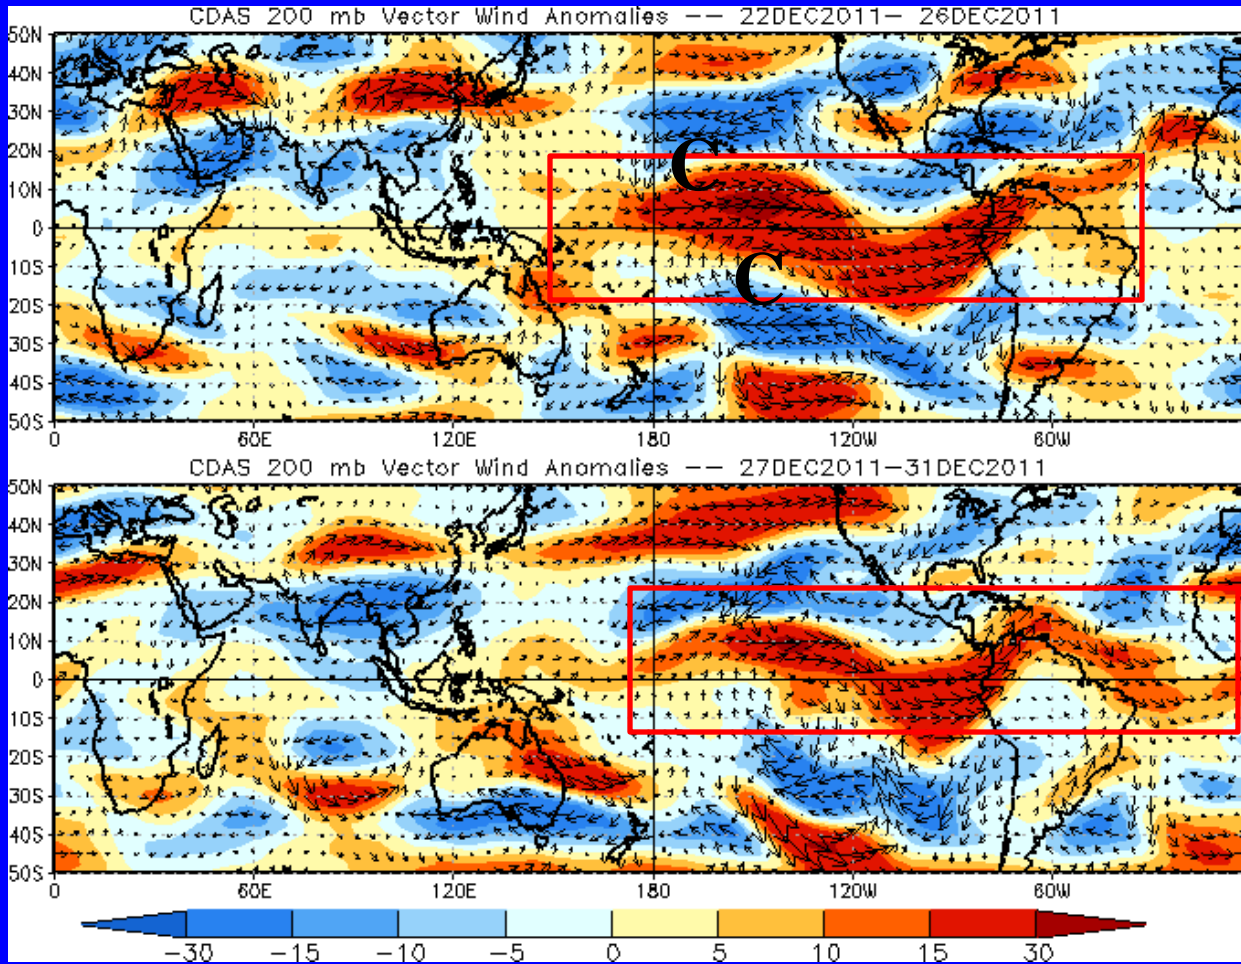 CDAS 200 mb Vector Wind Anomalies -- 22DEC2011- 26DEC2011
50N
40N
30N
20N
10N
0
10S
20S
30S
40S
50S
C
C
0 60E 120E 180 120W 60W
CDAS 200 mb Vector Wind Anomalies -- 27DEC2011-31DEC2011
50N
40N
30N
20N
10N
0
10S
20S
30S
40S
50S
0 60E 120E 180 120W 60W
-30 -15 -10 -5 0 5 10 15 30